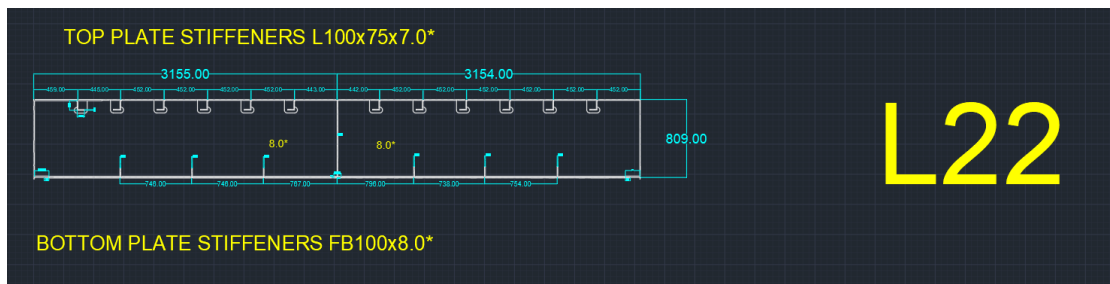 TOP PLATE STIFFENERS L100x75x7.0*
3155.00 3154.00
459.00 445.00 452.00 452.00 452.00 452.00 443.00 442.00 452.00 452.00 452.00 452.00 452.00 452.00
809.00
8.0* 8.0*
L22
746.00 746.00 767.00 796.00 738.00 754.00
BOTTOM PLATE STIFFENERS FB100x8.0*